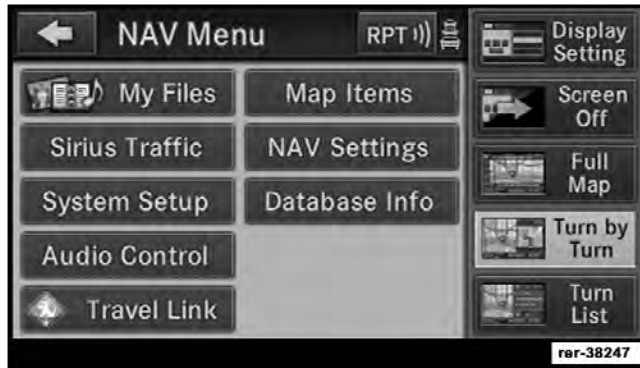 NAV Menu
RPT
My Files
Map Items
Sirius Traffic
NAV Settings
System Setup
Database Info
Audio Control
Travel Link
Display
Setting
Screen
Off
Full
Map
Turn by
Turn
Turn
List
rer-38247